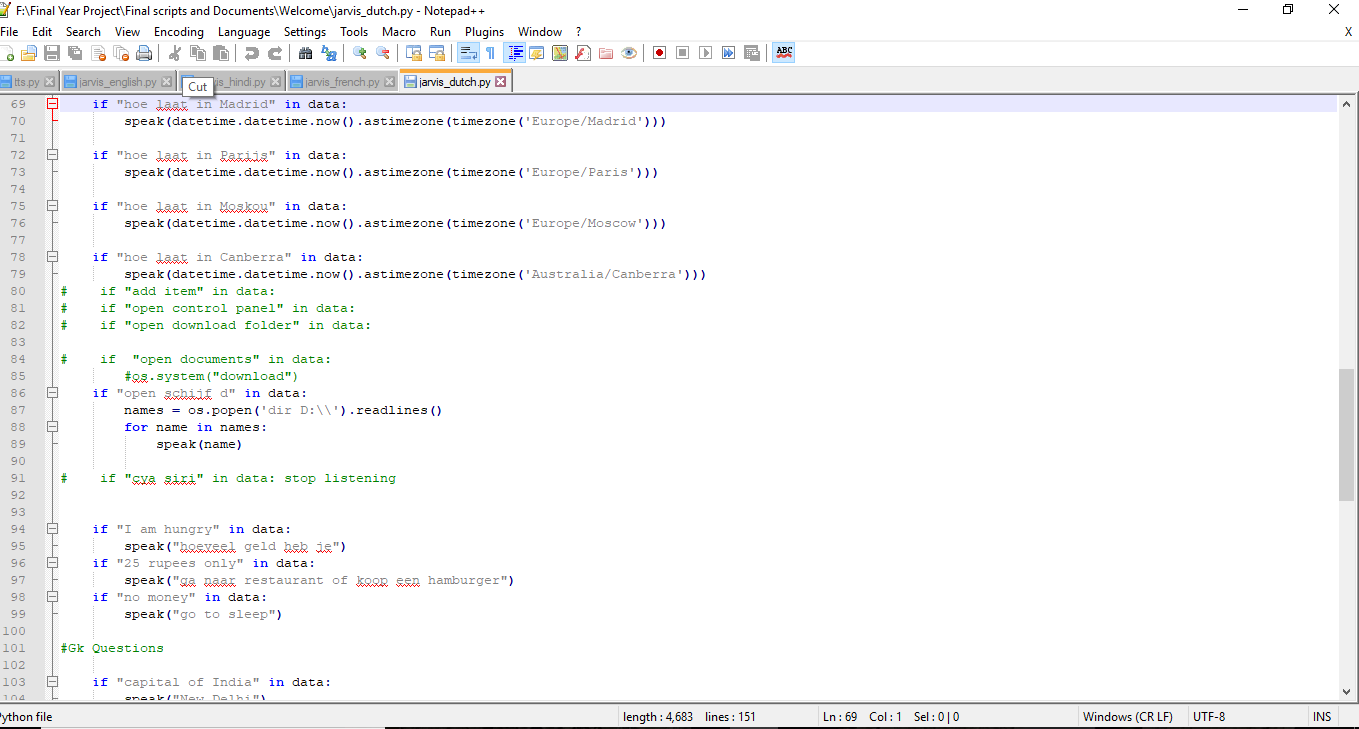 F:\Final Year Project\Final scripts and Documents\Welcome\jarvis_dutch.py - Notepad++
File Edit Search View Encoding Language Settings Tools Macro Run Plugins Window ? X
ABC
tts.py jarvis_english.py s_hindi.py jarvis_french.py jarvis_dutch.py
Cut
69 if "hoe laat in Madrid" in data:
70 speak(datetime.datetime.now().astimezone(timezone('Europe/Madrid')))
71
72 if "hoe laat in Parijs" in data:
73 speak(datetime.datetime.now().astimezone(timezone('Europe/Paris')))
74
75 if "hoe laat in Moskou" in data:
76 speak(datetime.datetime.now().astimezone(timezone('Europe/Moscow')))
77
78 if "hoe laat in Canberra" in data:
79 speak(datetime.datetime.now().astimezone(timezone('Australia/Canberra')))
80 # if "add item" in data:
81 # if "open control panel" in data:
82 # if "open download folder" in data:
83
84 # if "open documents" in data:
85 #os.system("download")
86 if "open schijf d" in data:
87 names = os.popen('dir D:\\').readlines()
88 for name in names:
89 speak(name)
90
91 # if "cya siri" in data: stop listening
92
93
94 if "I am hungry" in data:
95 speak("hoeveel geld heb je")
96 if "25 rupees only" in data:
97 speak("ga naar restaurant of koop een hamburger")
98 if "no money" in data:
99 speak("go to sleep")
100
101 #Gk Questions
102
103 if "capital of India" in data:
104 speak("New Delhi")
Python file length : 4,683 lines : 151 Ln : 69 Col : 1 Sel : 0 | 0 Windows (CR LF) UTF-8 INS